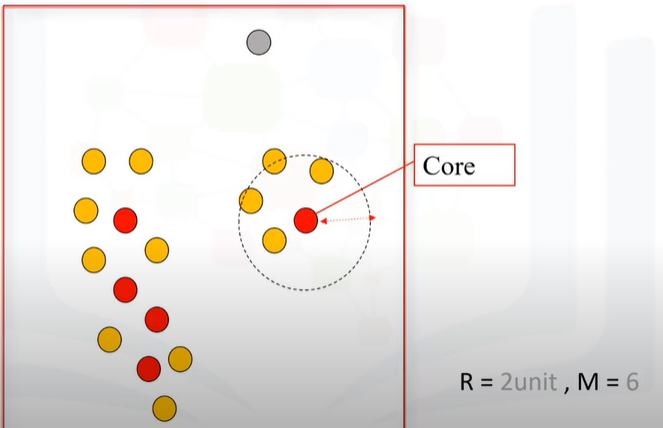 Core
R = 2unit , M = 6